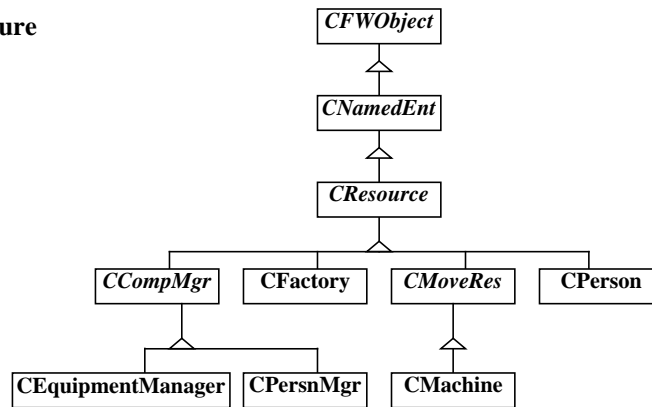 ure
CFWObject
CNamedEnt
CResource
CCompMgr CFactory CMoveRes CPerson
CEquipmentManager CPersnMgr CMachine